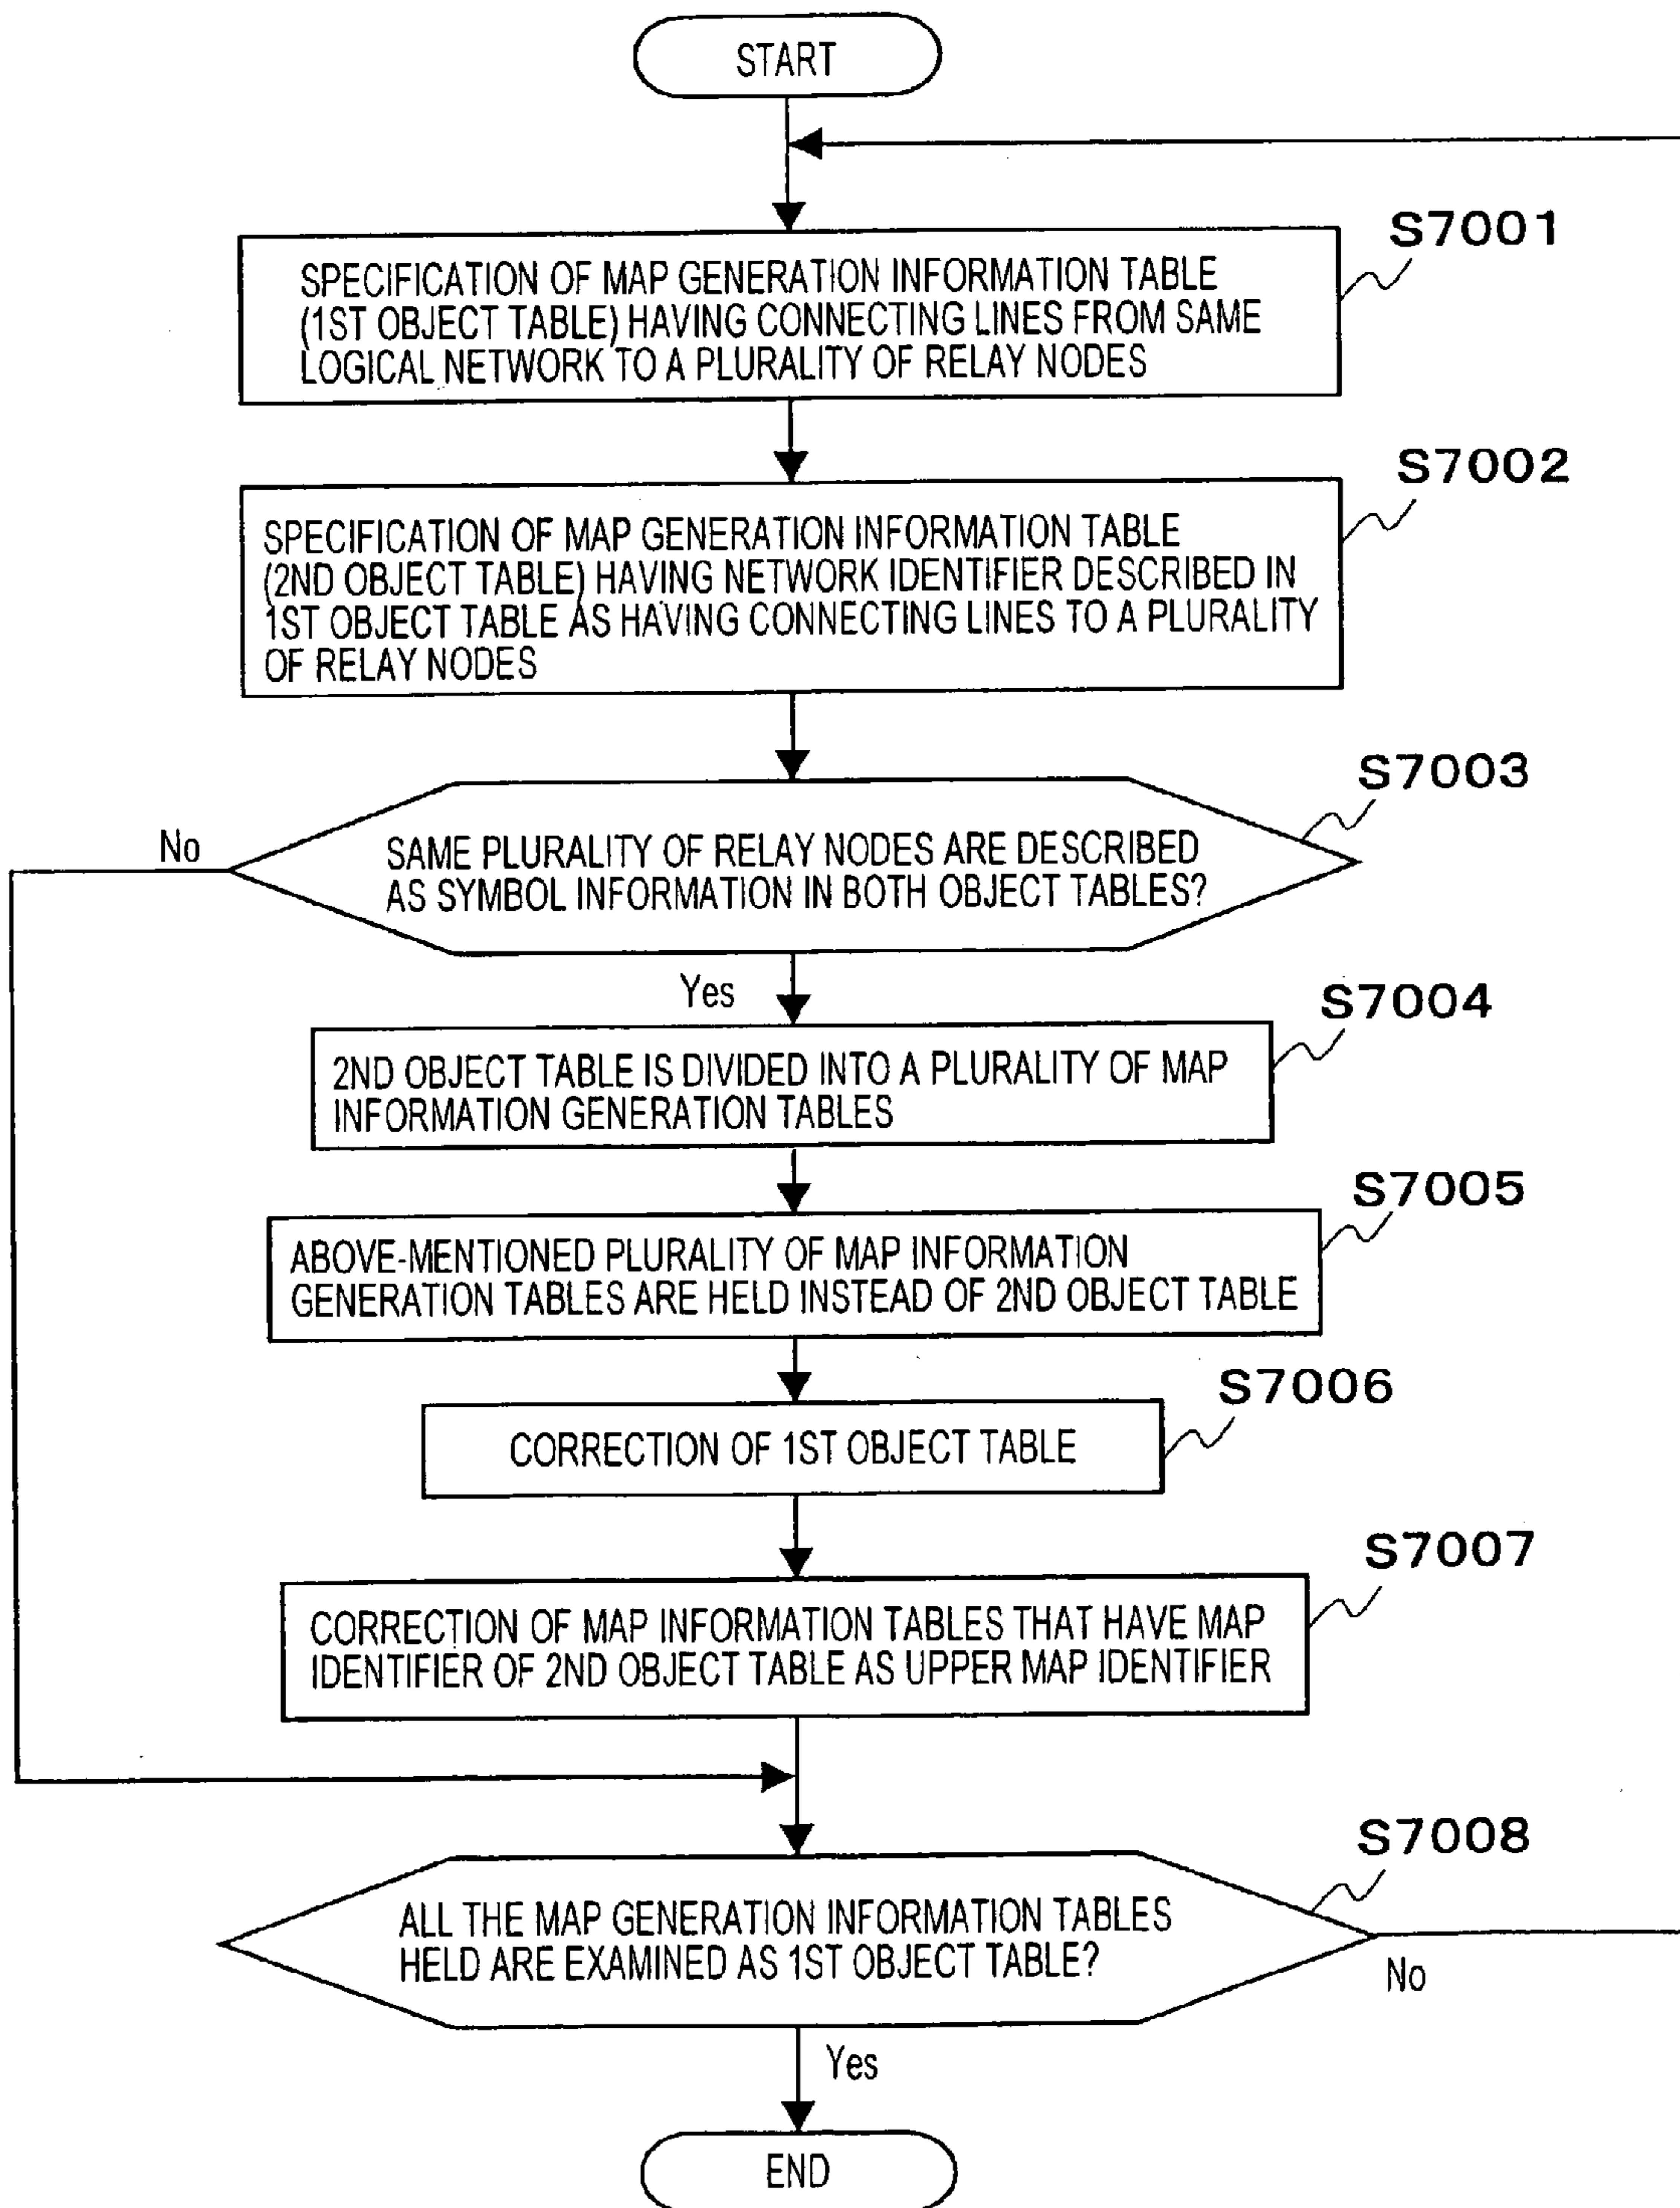 START
S7001
SPECIFICATION OF MAP GENERATION INFORMATION TABLE
(1ST OBJECT TABLE) HAVING CONNECTING LINES FROM SAME
LOGICAL NETWORK TO A PLURALITY OF RELAY NODES
S7002
SPECIFICATION OF MAP GENERATION INFORMATION TABLE
(2ND OBJECT TABLE) HAVING NETWORK IDENTIFIER DESCRIBED IN
1ST OBJECT TABLE AS HAVING CONNECTING LINES TO A PLURALITY
OF RELAY NODES
S7003
No
SAME PLURALITY OF RELAY NODES ARE DESCRIBED
AS SYMBOL INFORMATION IN BOTH OBJECT TABLES?
Yes
S7004
2ND OBJECT TABLE IS DIVIDED INTO A PLURALITY OF MAP
INFORMATION GENERATION TABLES
S7005
ABOVE-MENTIONED PLURALITY OF MAP INFORMATION
GENERATION TABLES ARE HELD INSTEAD OF 2ND OBJECT TABLE
S7006
CORRECTION OF 1ST OBJECT TABLE
S7007
CORRECTION OF MAP INFORMATION TABLES THAT HAVE MAP
IDENTIFIER OF 2ND OBJECT TABLE AS UPPER MAP IDENTIFIER
S7008
ALL THE MAP GENERATION INFORMATION TABLES
HELD ARE EXAMINED AS 1ST OBJECT TABLE?
No
Yes
END